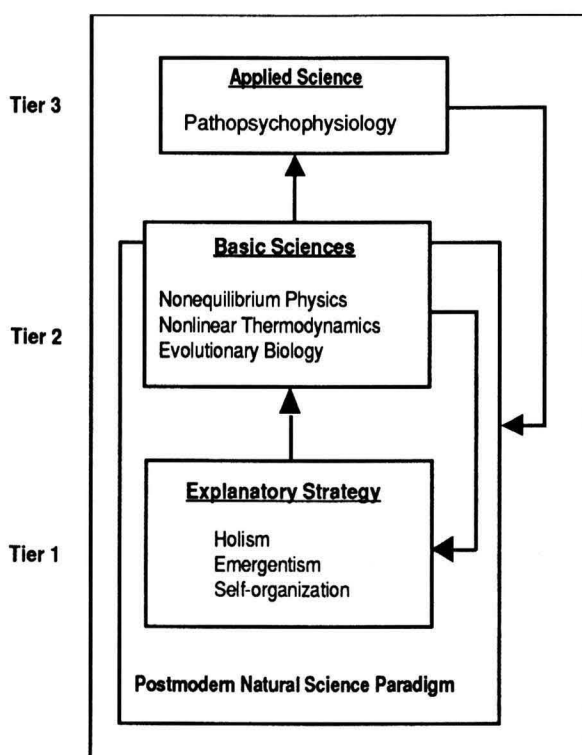 Tier 3
Applied Science
Pathopsychophysiology
Tier 2
Basic Sciences
Nonequilibrium Physics
Nonlinear Thermodynamics
Evolutionary Biology
Tier 1
Explanatory Strategy
Holism
Emergentism
Self-organization
Postmodern Natural Science Paradigm